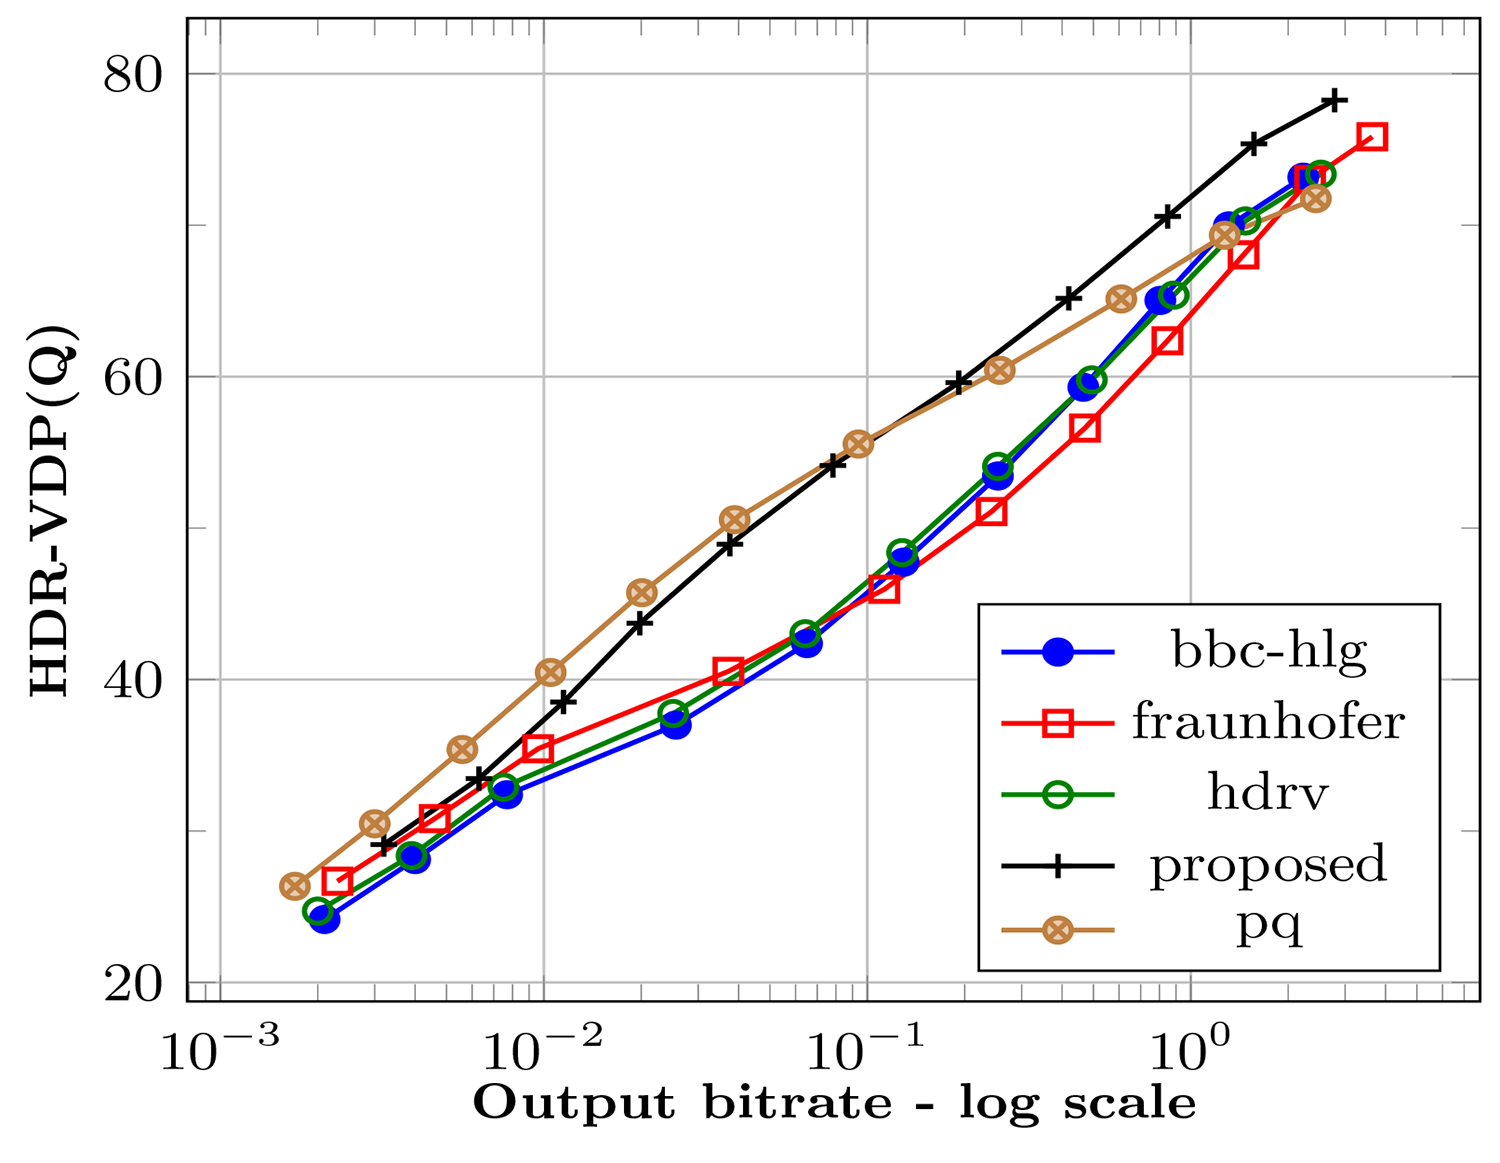 80
60
40
20
HDR-VDP(Q)
10⁻³ 10⁻² 10⁻¹ 10⁰
Output bitrate - log scale
bbc-hlg
fraunhofer
hdrv
proposed
pq